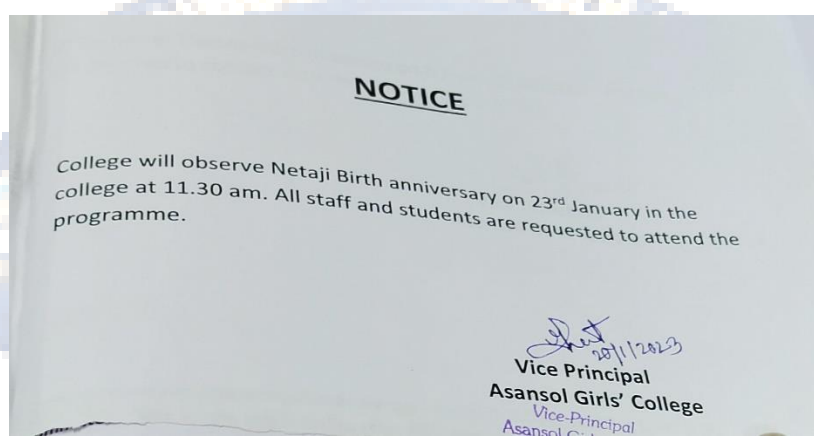 NOTICE
College will observe Netaji Birth anniversary on 23rd January in the
college at 11.30 am. All staff and students are requested to attend the
programme.
20/1/2023
Vice Principal
Asansol Girls' College
Vice-Principal
Asansol